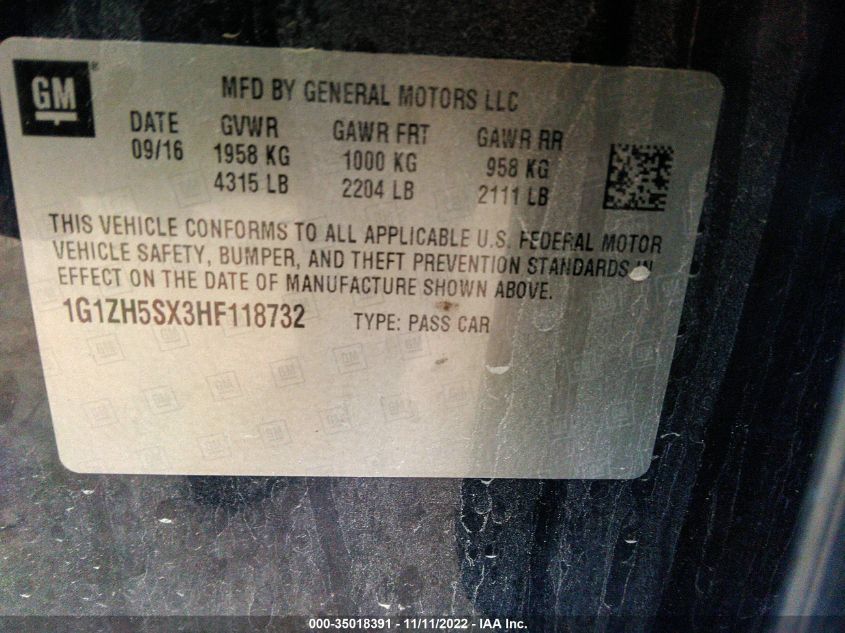 GM
MFD BY GENERAL MOTORS LLC
DATE GVWR GAWR FRT GAWR RR
09/16 1958 KG 1000 KG 958 KG
4315 LB 2204 LB 2111 LB
THIS VEHICLE CONFORMS TO ALL APPLICABLE U.S. FEDERAL MOTOR
VEHICLE SAFETY, BUMPER, AND THEFT PREVENTION STANDARDS IN
EFFECT ON THE DATE OF MANUFACTURE SHOWN ABOVE.
1G1ZH5SX3HF118732 TYPE: PASS CAR
000-35018391 - 11/11/2022 - IAA Inc.